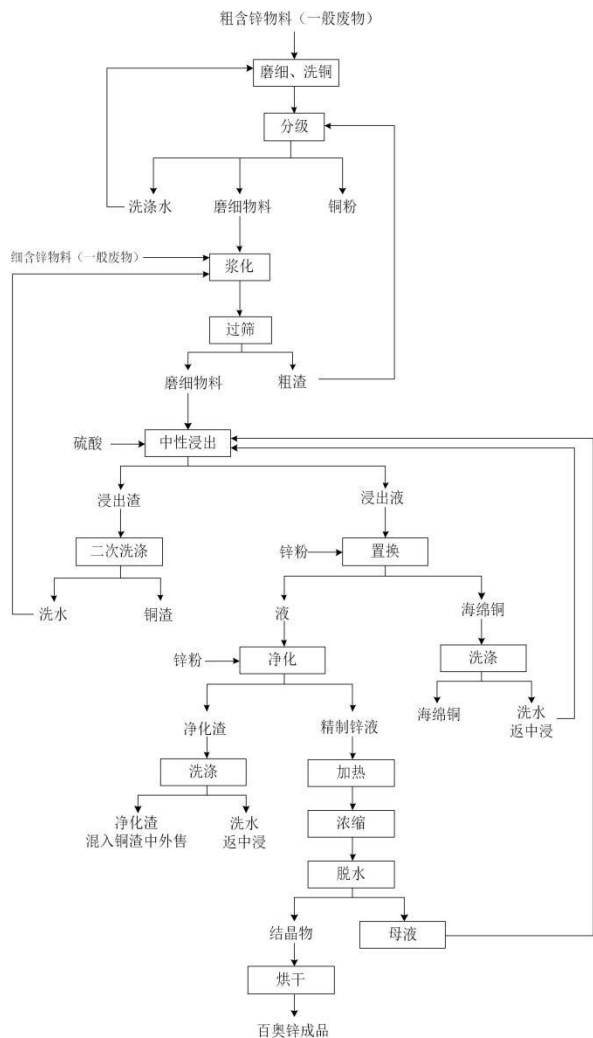 粗含锌物料（一般废物）
磨细、洗铜
分级
洗涤水
磨细物料
铜粉
细含锌物料（一般废物）
浆化
过筛
磨细物料
粗渣
硫酸
中性浸出
浸出渣
浸出液
二次洗涤
锌粉
置换
洗水
铜渣
液
海绵铜
锌粉
净化
洗涤
净化渣
精制锌液
海绵铜
洗水
返中浸
洗涤
加热
净化渣
混入铜渣中外售
洗水
返中浸
浓缩
脱水
结晶物
母液
烘干
百奥锌成品